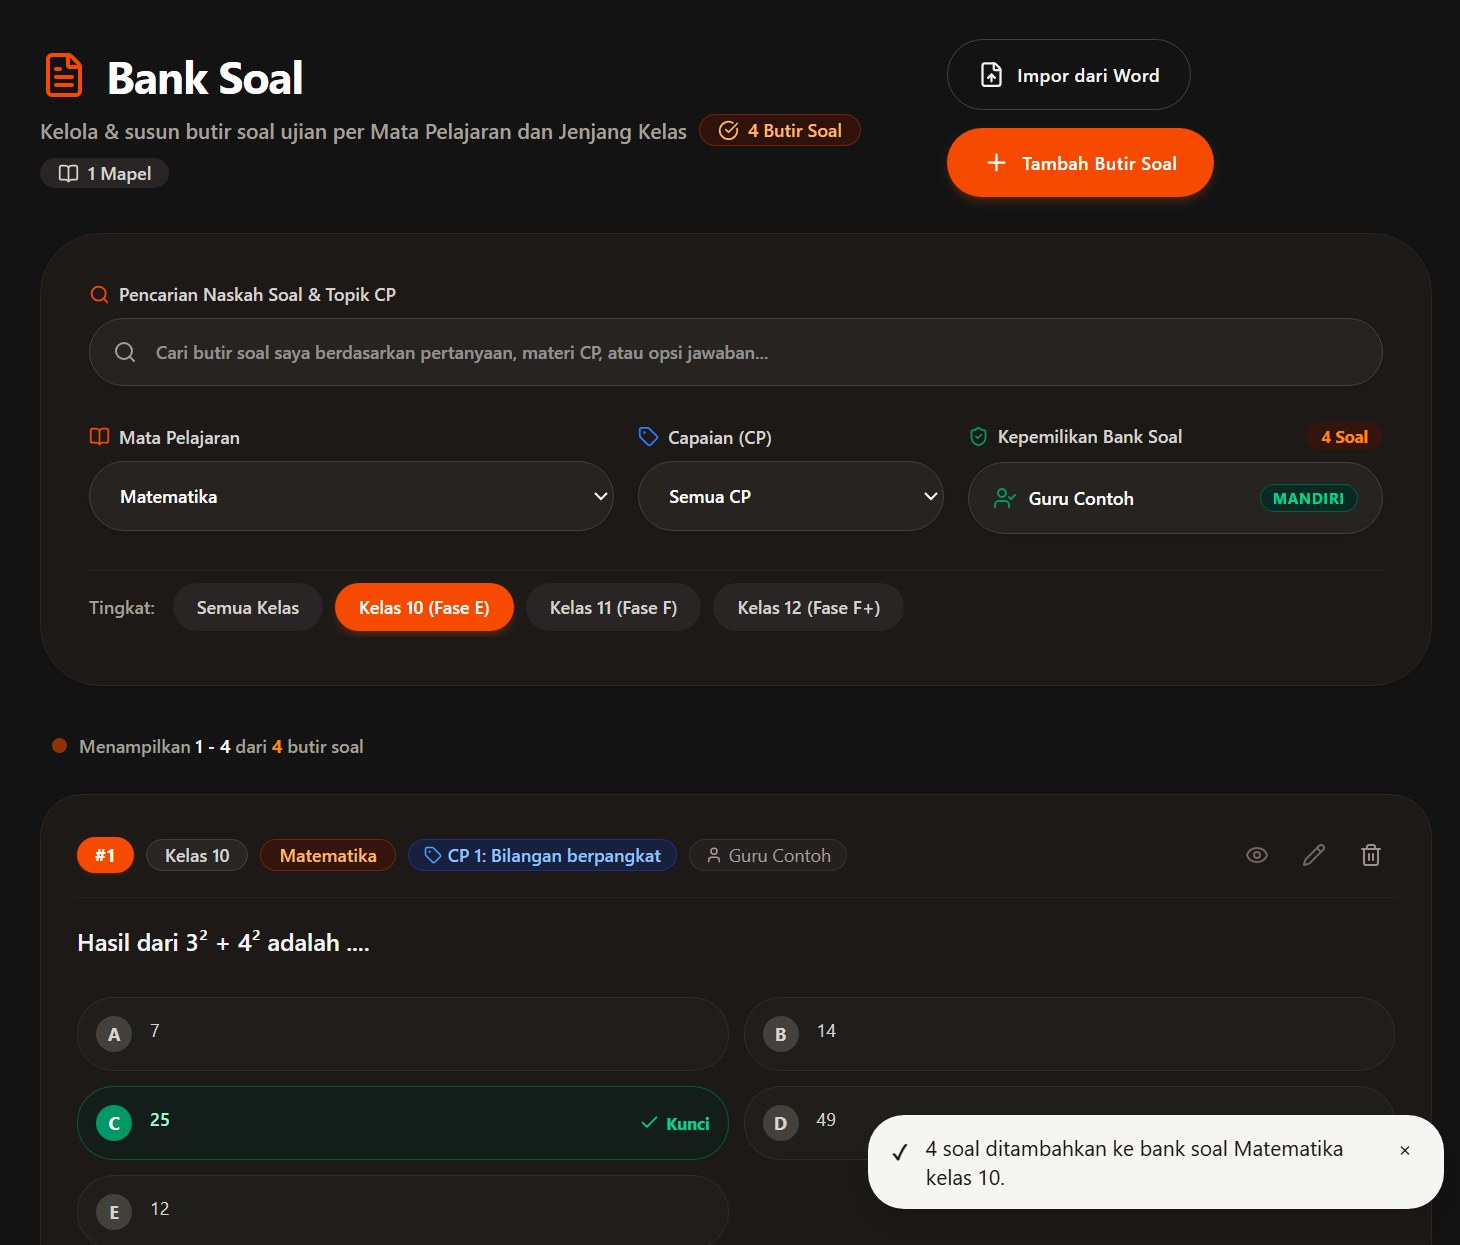 Bank Soal
Kelola & susun butir soal ujian per Mata Pelajaran dan Jenjang Kelas
4 Butir Soal
1 Mapel
Impor dari Word
Tambah Butir Soal
Pencarian Naskah Soal & Topik CP
Cari butir soal saya berdasarkan pertanyaan, materi CP, atau opsi jawaban...
Mata Pelajaran
Matematika
Capaian (CP)
Semua CP
Kepemilikan Bank Soal
4 Soal
Guru Contoh
MANDIRI
Tingkat:
Semua Kelas
Kelas 10 (Fase E)
Kelas 11 (Fase F)
Kelas 12 (Fase F+)
Menampilkan 1 - 4 dari 4 butir soal
#1
Kelas 10
Matematika
CP 1: Bilangan berpangkat
Guru Contoh
Hasil dari 3² + 4² adalah ....
A 7
B 14
C 25
Kunci
D 49
E 12
4 soal ditambahkan ke bank soal Matematika
kelas 10.